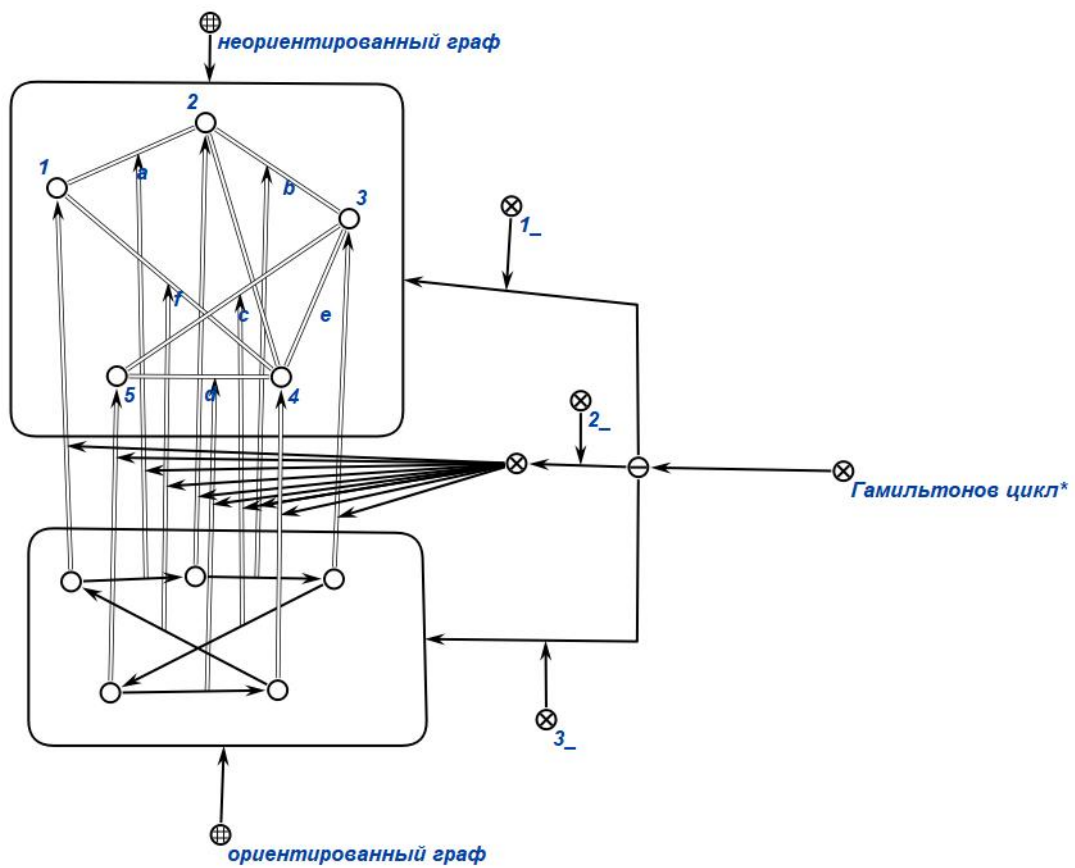 неориентированный граф
2
1
a
b
3
1_
f
c
e
5
d
4
2_
Гамильтонов цикл*
3_
ориентированный граф